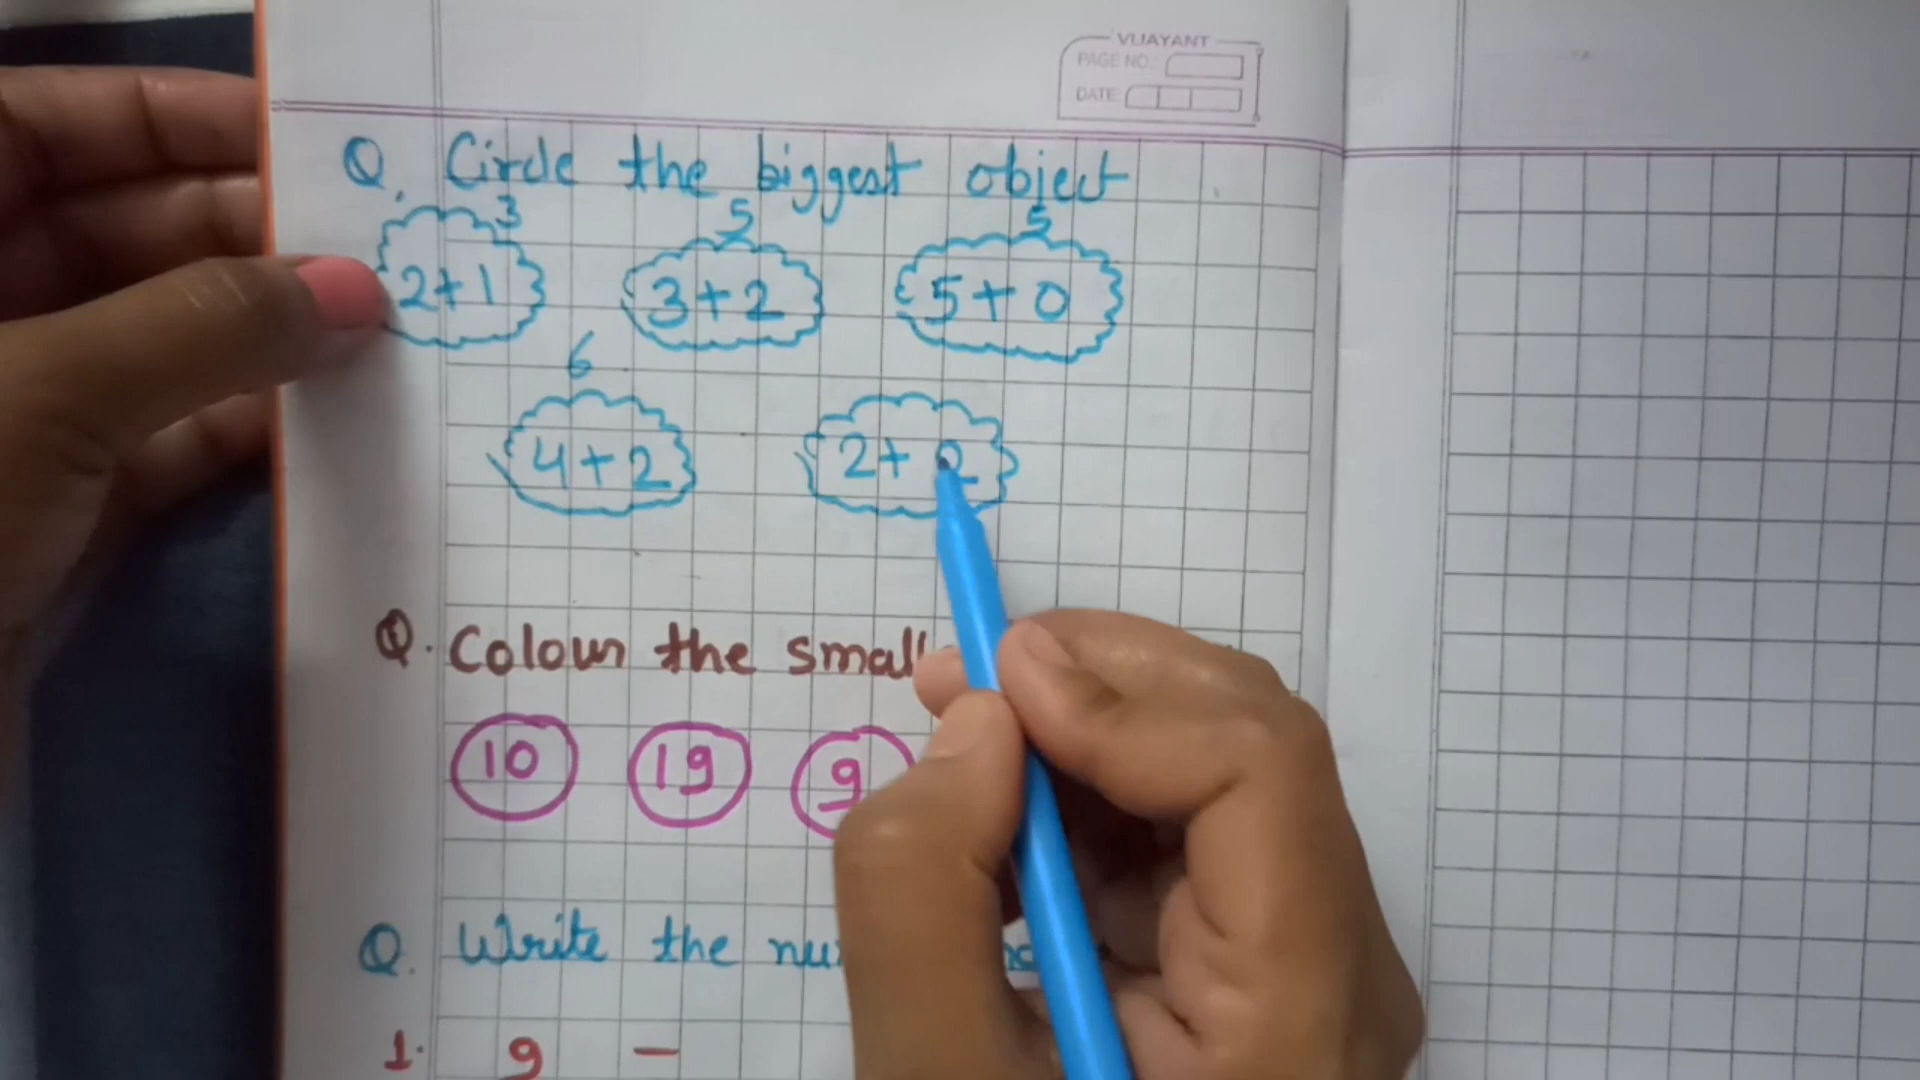 VIJAYANT
PAGE NO.
DATE
Q. Circle the biggest object
3 5 5
2+1 3+2 5+0
6
4+2 2+2
Q. Colour the small
10 19 9
Q. Write the
1. 9 —